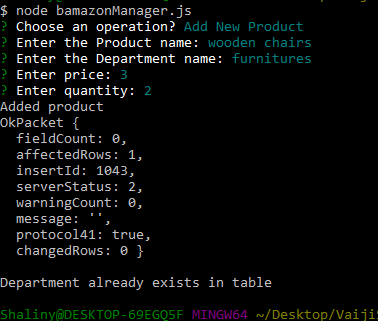 $ node bamazonManager.js
? Choose an operation? Add New Product
? Enter the Product name: wooden chairs
? Enter the Department name: furnitures
? Enter price: 3
? Enter quantity: 2
Added product
OkPacket {
  fieldCount: 0,
  affectedRows: 1,
  insertId: 1043,
  serverStatus: 2,
  warningCount: 0,
  message: '',
  protocol41: true,
  changedRows: 0 }
Department already exists in table
Shaliny@DESKTOP-69EGQ5F MINGW64 ~/Desktop/Vaiji